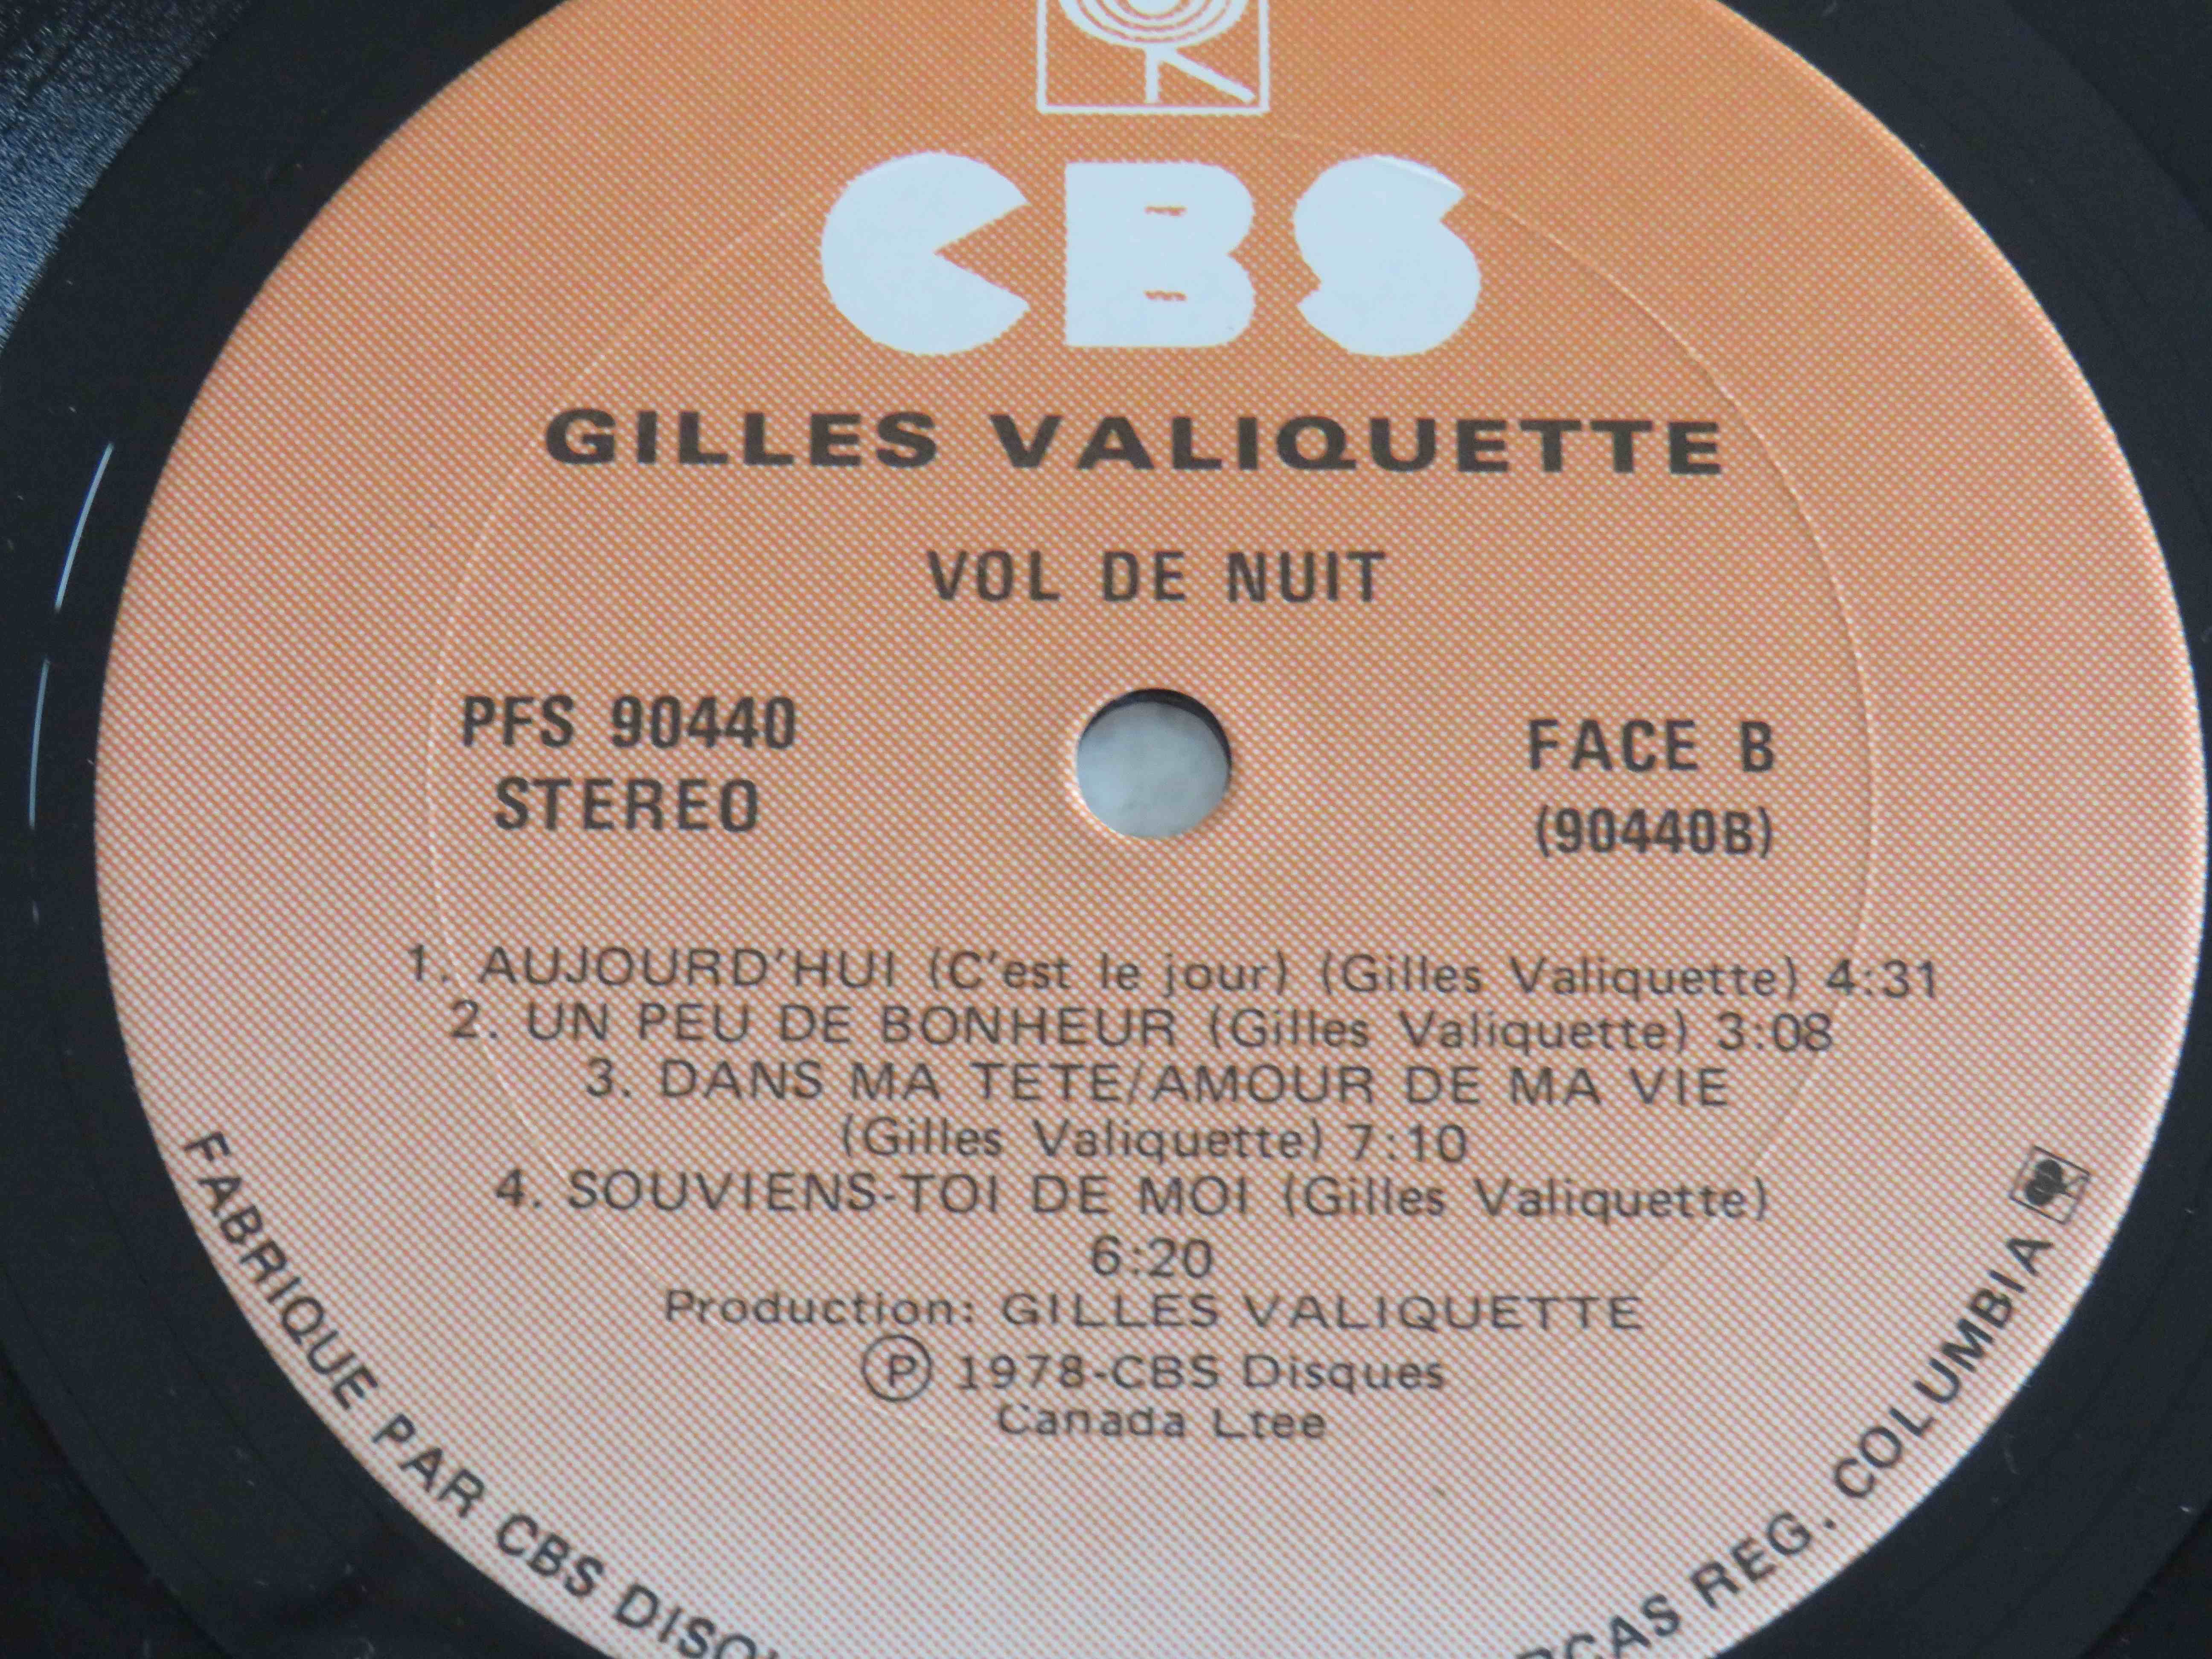 CBS
GILLES VALIQUETTE
VOL DE NUIT
PFS 90440
STEREO
FACE B
(90440B)
1. AUJOURD'HUI (C'est le jour) (Gilles Valiquette) 4:31
2. UN PEU DE BONHEUR (Gilles Valiquette) 3:08
3. DANS MA TETE/AMOUR DE MA VIE
(Gilles Valiquette) 7:10
4. SOUVIENS-TOI DE MOI (Gilles Valiquette)
6:20
Production: GILLES VALIQUETTE
Ⓟ 1978-CBS Disques
Canada Ltee
FABRIQUE PAR CBS
REG. COLUMBIA